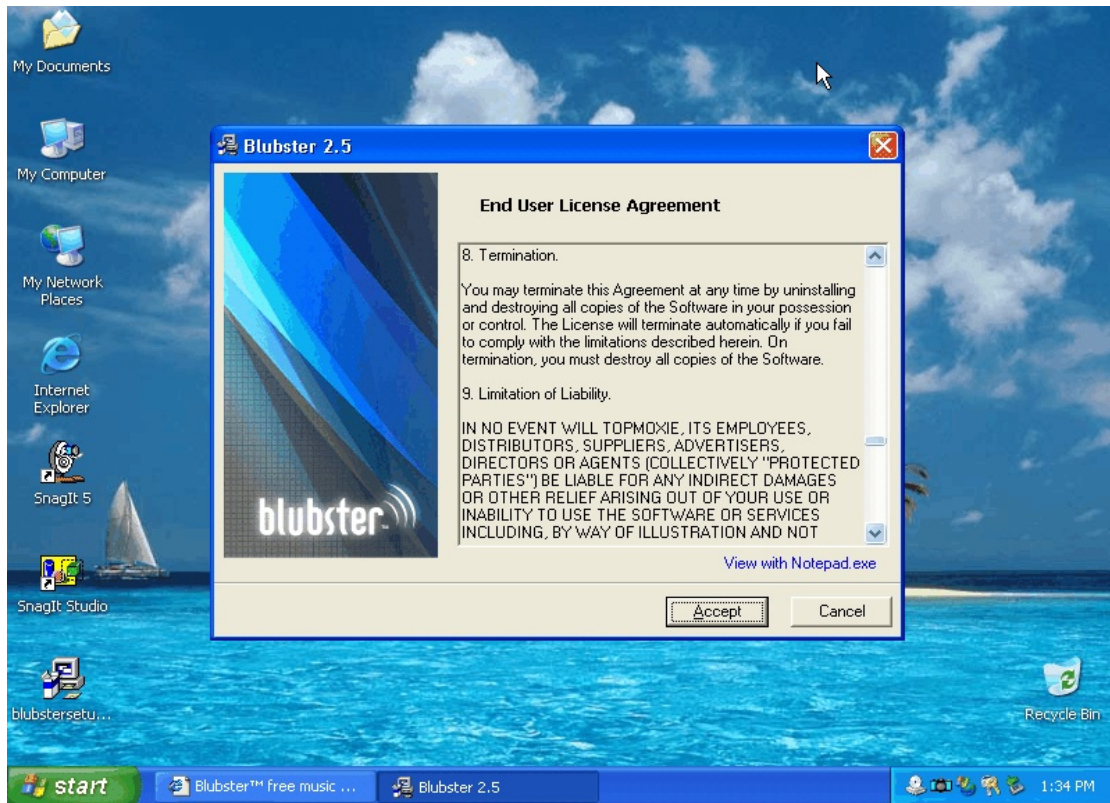 My Documents
My Computer
My Network
Places
Internet
Explorer
SnagIt 5
SnagIt Studio
blubstersetu...
Blubster 2.5
End User License Agreement
8. Termination.
You may terminate this Agreement at any time by uninstalling
and destroying all copies of the Software in your possession
or control. The License will terminate automatically if you fail
to comply with the limitations described herein. On
termination, you must destroy all copies of the Software.
9. Limitation of Liability.
IN NO EVENT WILL TOPMOXIE, ITS EMPLOYEES,
DISTRIBUTORS, SUPPLIERS, ADVERTISERS,
DIRECTORS OR AGENTS (COLLECTIVELY "PROTECTED
PARTIES") BE LIABLE FOR ANY INDIRECT DAMAGES
OR OTHER RELIEF ARISING OUT OF YOUR USE OR
INABILITY TO USE THE SOFTWARE OR SERVICES
INCLUDING, BY WAY OF ILLUSTRATION AND NOT
blubster
View with Notepad.exe
Accept
Cancel
Recycle Bin
start
Blubster™ free music ...
Blubster 2.5
1:34 PM